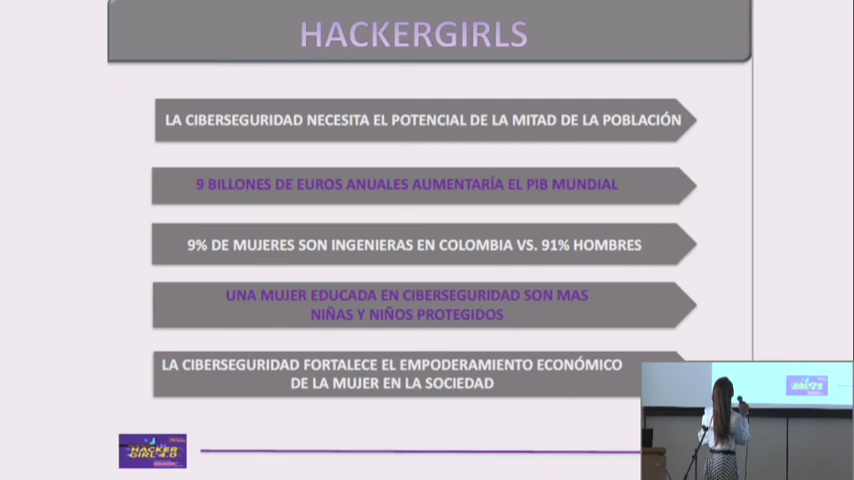 HACKERGIRLS
LA CIBERSEGURIDAD NECESITA EL POTENCIAL DE LA MITAD DE LA POBLACIÓN
9 BILLONES DE EUROS ANUALES AUMENTARÍA EL PIB MUNDIAL
9% DE MUJERES SON INGENIERAS EN COLOMBIA VS. 91% HOMBRES
UNA MUJER EDUCADA EN CIBERSEGURIDAD SON MAS
NIÑAS Y NIÑOS PROTEGIDOS
LA CIBERSEGURIDAD FORTALECE EL EMPODERAMIENTO ECONÓMICO
DE LA MUJER EN LA SOCIEDAD
HACKER
GIRL 4.0